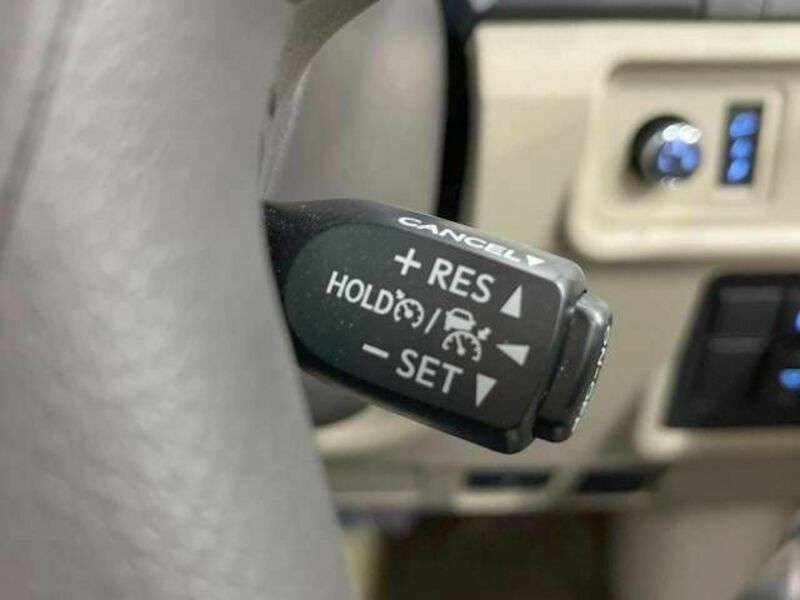 CANCEL▼
+ RES ▲
HOLD /
− SET ▼